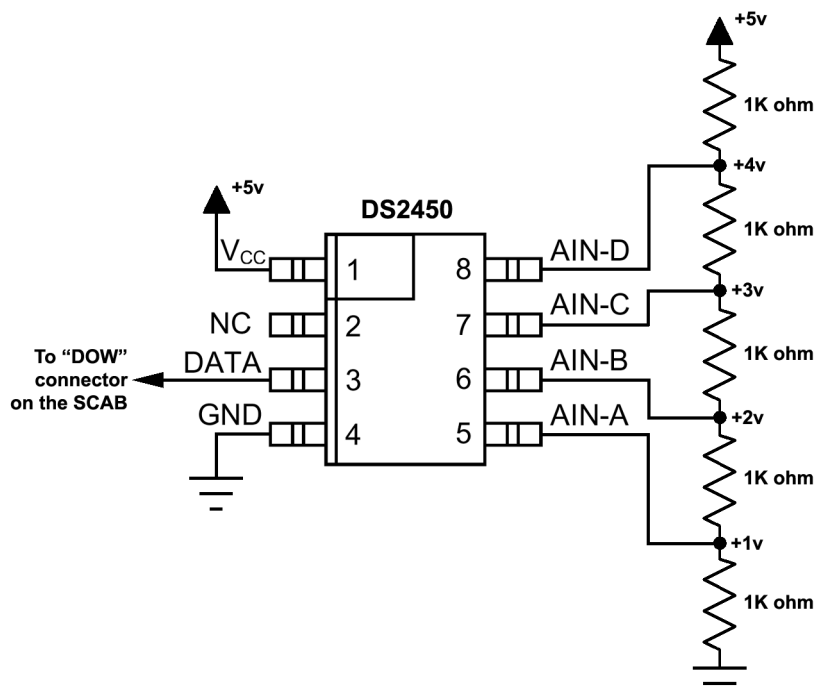 +5v
1K ohm
+4v
+5v
DS2450
1K ohm
VCC
1
8
AIN-D
+3v
NC
2
7
AIN-C
To “DOW”
connector
on the SCAB
DATA
3
6
AIN-B
1K ohm
+2v
GND
4
5
AIN-A
1K ohm
+1v
1K ohm